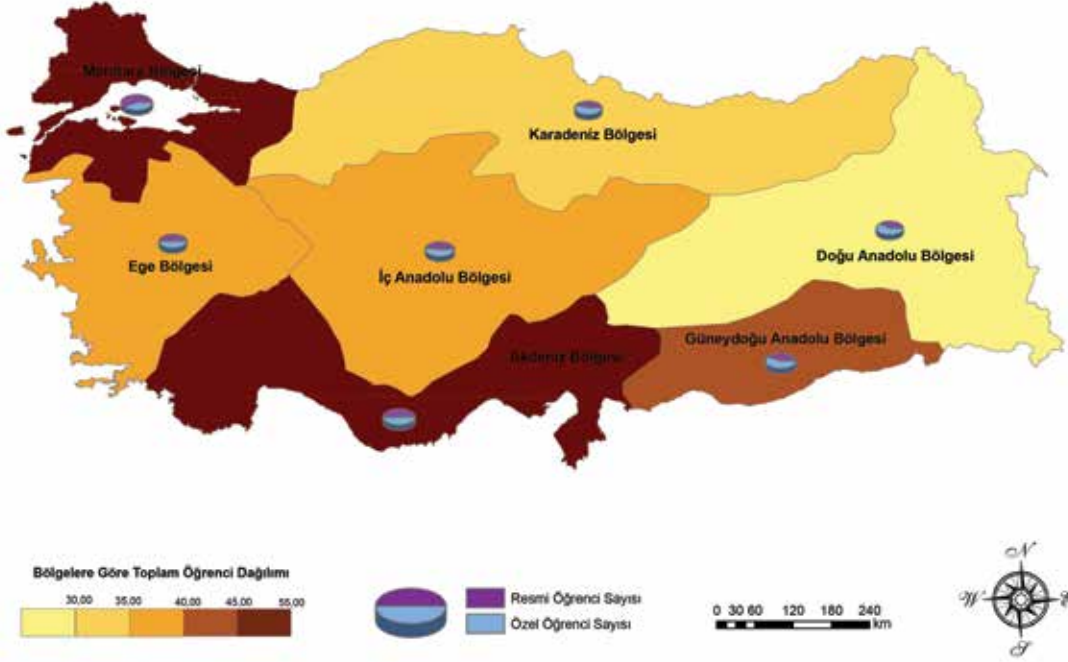 Marmara Bölgesi
Karadeniz Bölgesi
Ege Bölgesi
İç Anadolu Bölgesi
Doğu Anadolu Bölgesi
Güneydoğu Anadolu Bölgesi
Akdeniz Bölgesi
Bölgelere Göre Toplam Öğrenci Dağılımı
30,00 35,00 40,00 45,00 55,00
Resmi Öğrenci Sayısı
Özel Öğrenci Sayısı
0 30 60 120 180 240
km
N
W E
S